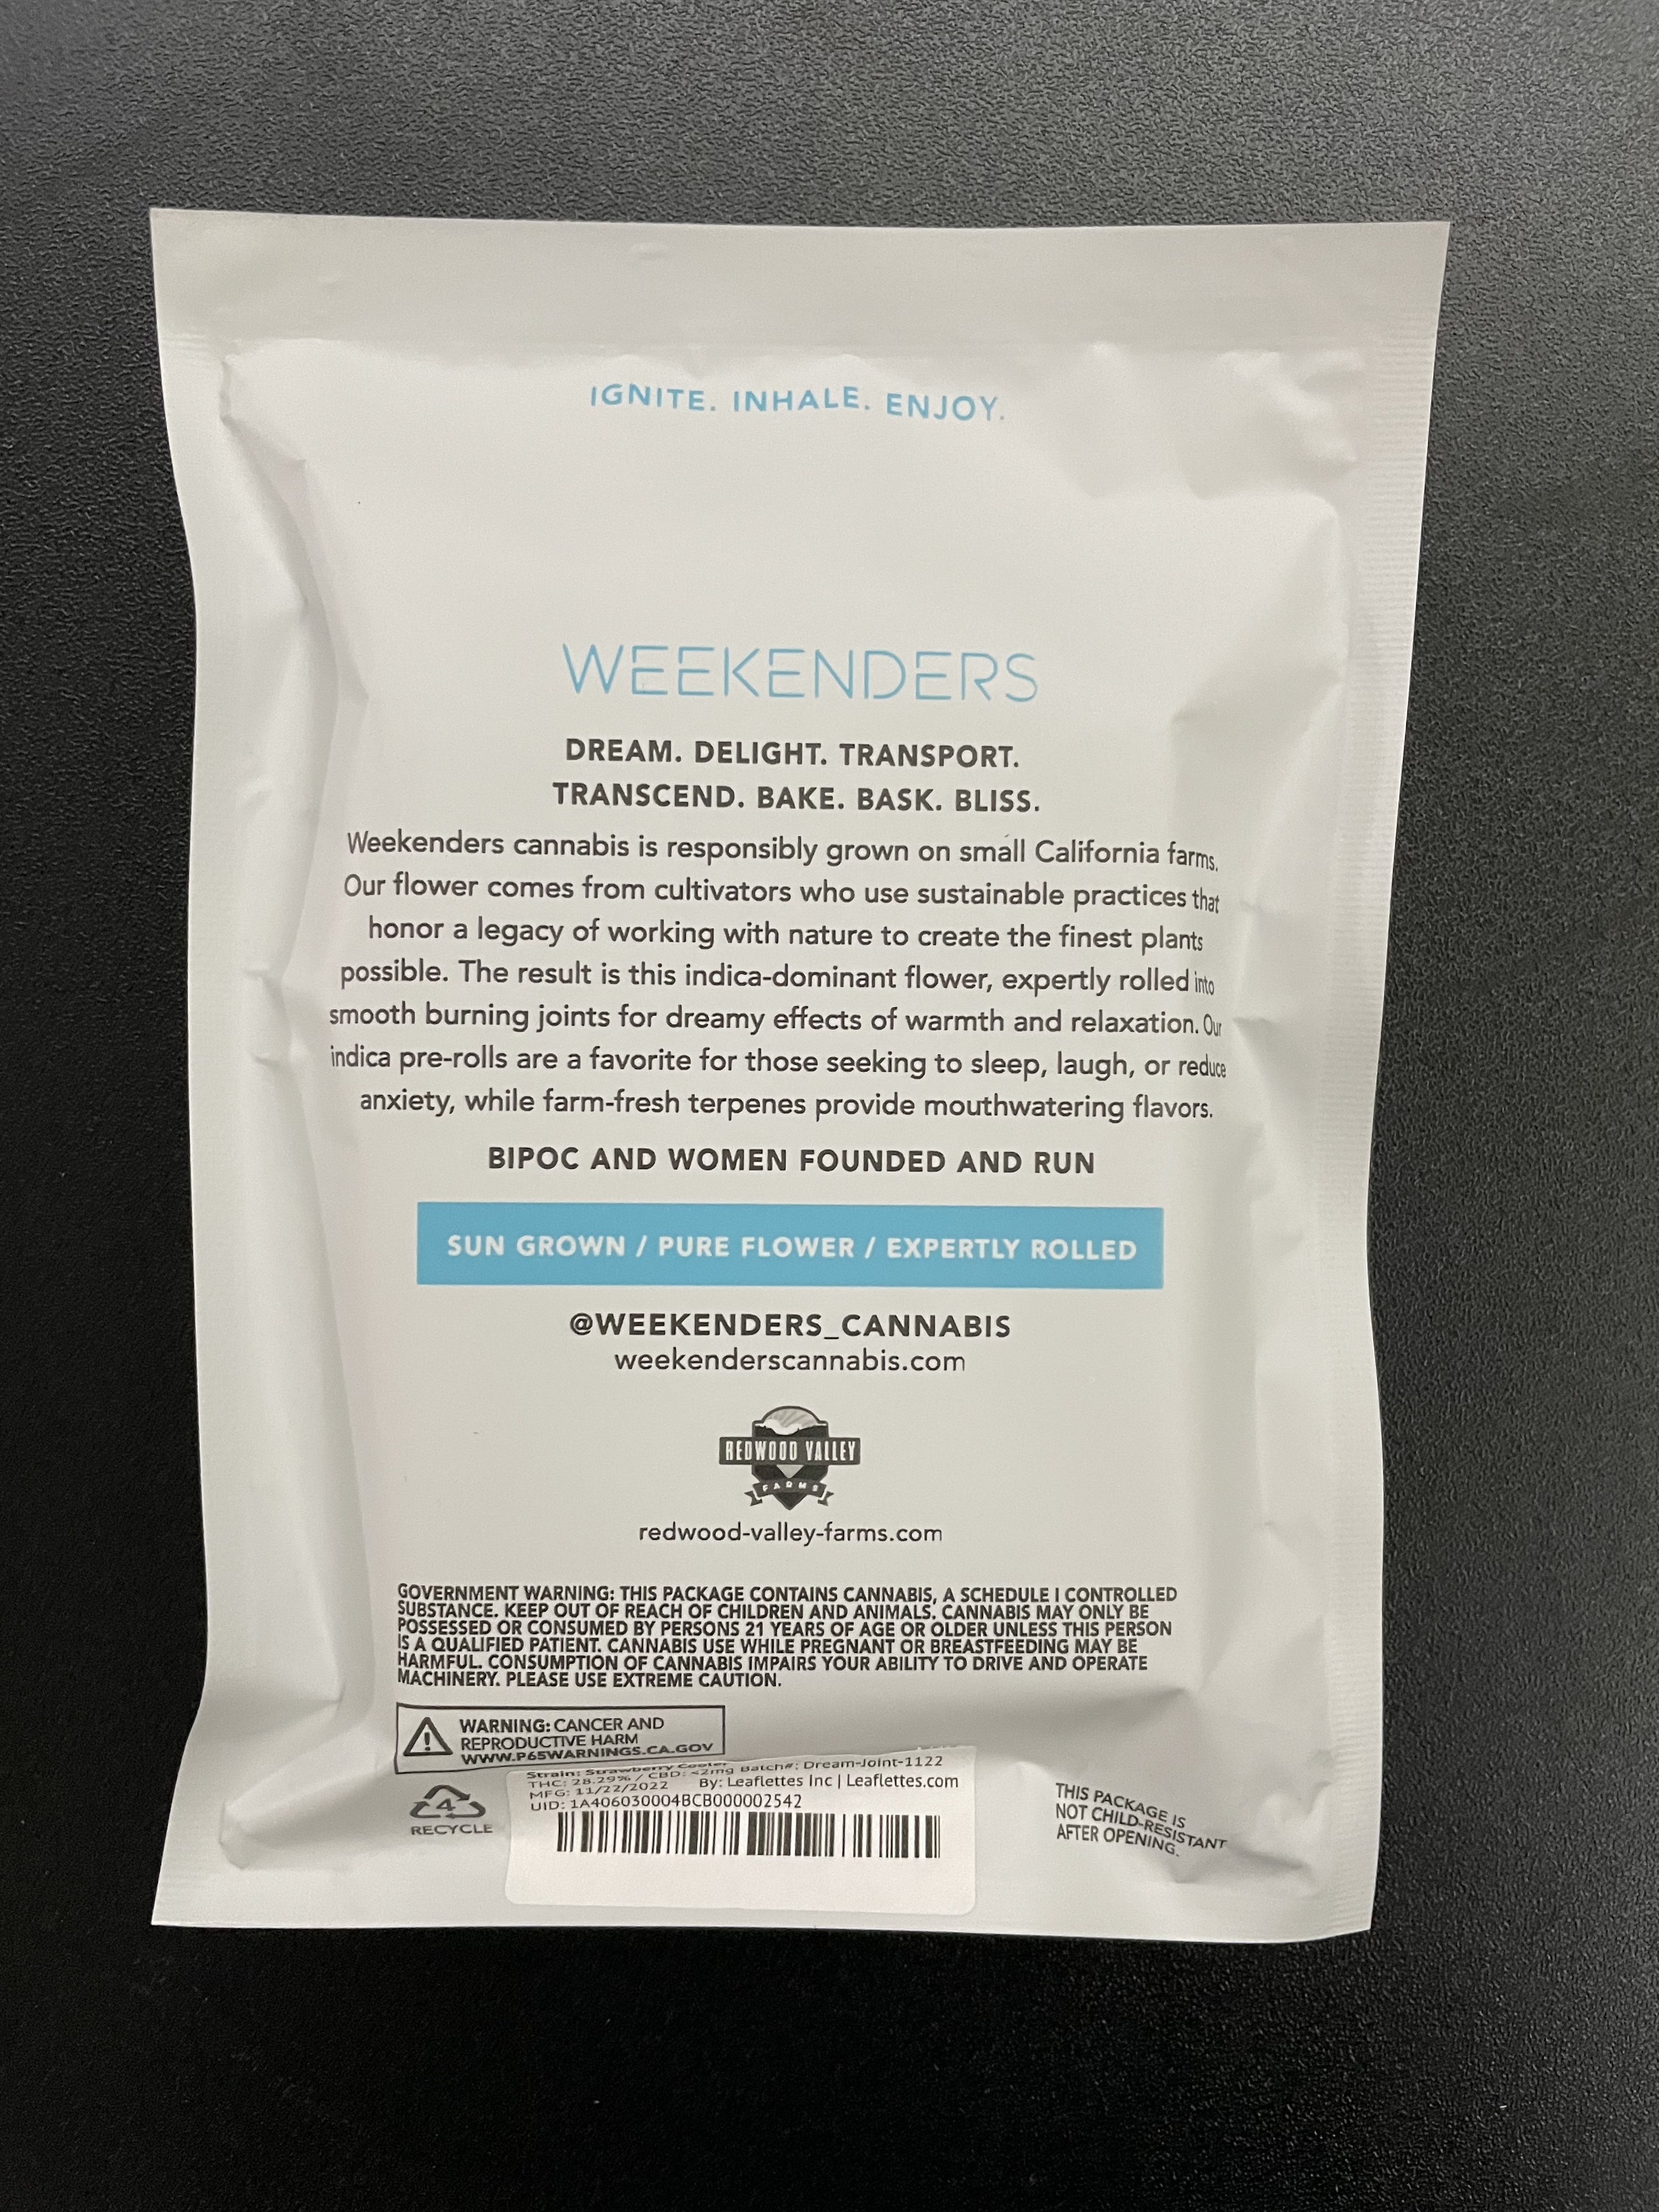 IGNITE. INHALE. ENJOY.
WEEKENDERS
DREAM. DELIGHT. TRANSPORT.
TRANSCEND. BAKE. BASK. BLISS.
Weekenders cannabis is responsibly grown on small California farms.
Our flower comes from cultivators who use sustainable practices that
honor a legacy of working with nature to create the finest plants
possible. The result is this indica-dominant flower, expertly rolled into
smooth burning joints for dreamy effects of warmth and relaxation. Our
indica pre-rolls are a favorite for those seeking to sleep, laugh, or reduce
anxiety, while farm-fresh terpenes provide mouthwatering flavors.
BIPOC AND WOMEN FOUNDED AND RUN
SUN GROWN / PURE FLOWER / EXPERTLY ROLLED
@WEEKENDERS_CANNABIS
weekenderscannabis.com
REDWOOD VALLEY
FARMS
redwood-valley-farms.com
GOVERNMENT WARNING: THIS PACKAGE CONTAINS CANNABIS, A SCHEDULE I CONTROLLED
SUBSTANCE. KEEP OUT OF REACH OF CHILDREN AND ANIMALS. CANNABIS MAY ONLY BE
POSSESSED OR CONSUMED BY PERSONS 21 YEARS OF AGE OR OLDER UNLESS THIS PERSON
IS A QUALIFIED PATIENT. CANNABIS USE WHILE PREGNANT OR BREASTFEEDING MAY BE
HARMFUL. CONSUMPTION OF CANNABIS IMPAIRS YOUR ABILITY TO DRIVE AND OPERATE
MACHINERY. PLEASE USE EXTREME CAUTION.
WARNING: CANCER AND
REPRODUCTIVE HARM
WWW.P65WARNINGS.CA.GOV
4
RECYCLE
Strain: Strawberry Batch#: Dream-Joint-1122
THC: 28.29% / CBD: <2mg
MFG: 11/22/2022 By: Leaflettes Inc | Leaflettes.com
UID: 1A406030004BCB000002542
THIS PACKAGE IS
NOT CHILD-RESISTANT
AFTER OPENING.